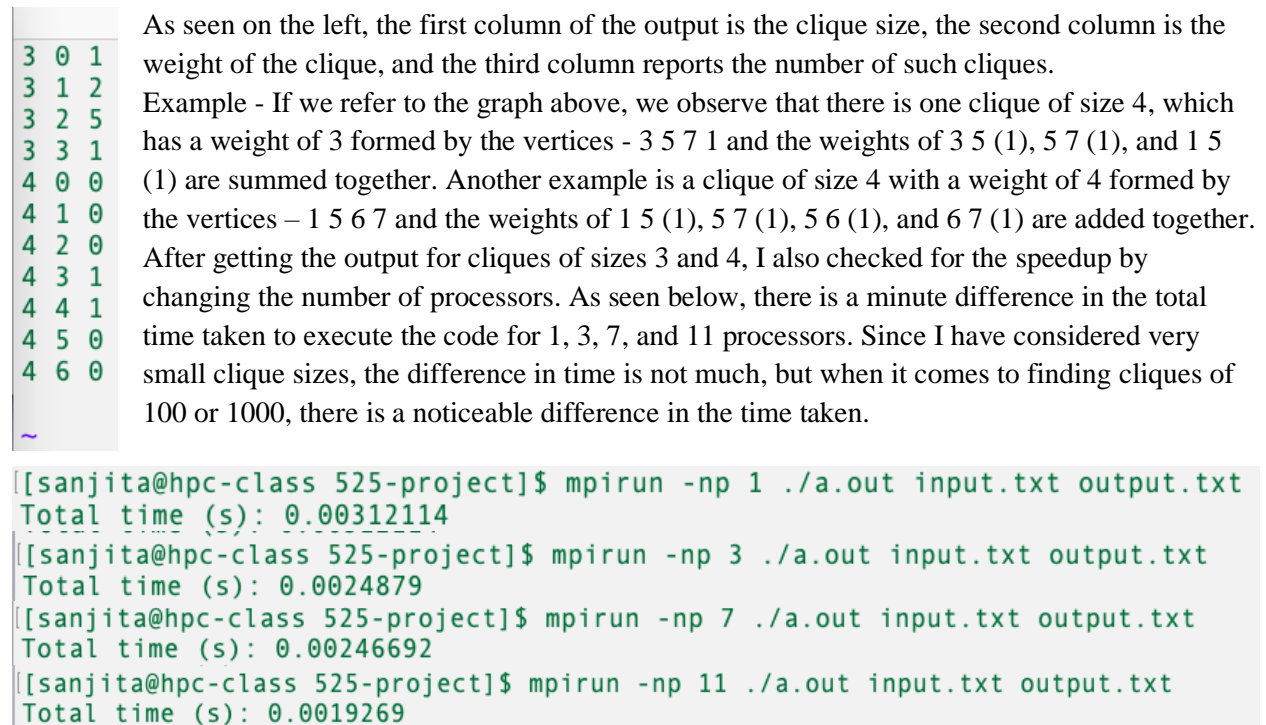 3 0 1
3 1 2
3 2 5
3 3 1
4 0 0
4 1 0
4 2 0
4 3 1
4 4 1
4 5 0
4 6 0
~
As seen on the left, the first column of the output is the clique size, the second column is the
weight of the clique, and the third column reports the number of such cliques.
Example - If we refer to the graph above, we observe that there is one clique of size 4, which
has a weight of 3 formed by the vertices - 3 5 7 1 and the weights of 3 5 (1), 5 7 (1), and 1 5
(1) are summed together. Another example is a clique of size 4 with a weight of 4 formed by
the vertices – 1 5 6 7 and the weights of 1 5 (1), 5 7 (1), 5 6 (1), and 6 7 (1) are added together.
After getting the output for cliques of sizes 3 and 4, I also checked for the speedup by
changing the number of processors. As seen below, there is a minute difference in the total
time taken to execute the code for 1, 3, 7, and 11 processors. Since I have considered very
small clique sizes, the difference in time is not much, but when it comes to finding cliques of
100 or 1000, there is a noticeable difference in the time taken.
[[sanjita@hpc-class 525-project]$ mpirun -np 1 ./a.out input.txt output.txt
Total time (s): 0.00312114
[[sanjita@hpc-class 525-project]$ mpirun -np 3 ./a.out input.txt output.txt
Total time (s): 0.0024879
[[sanjita@hpc-class 525-project]$ mpirun -np 7 ./a.out input.txt output.txt
Total time (s): 0.00246692
[[sanjita@hpc-class 525-project]$ mpirun -np 11 ./a.out input.txt output.txt
Total time (s): 0.0019269